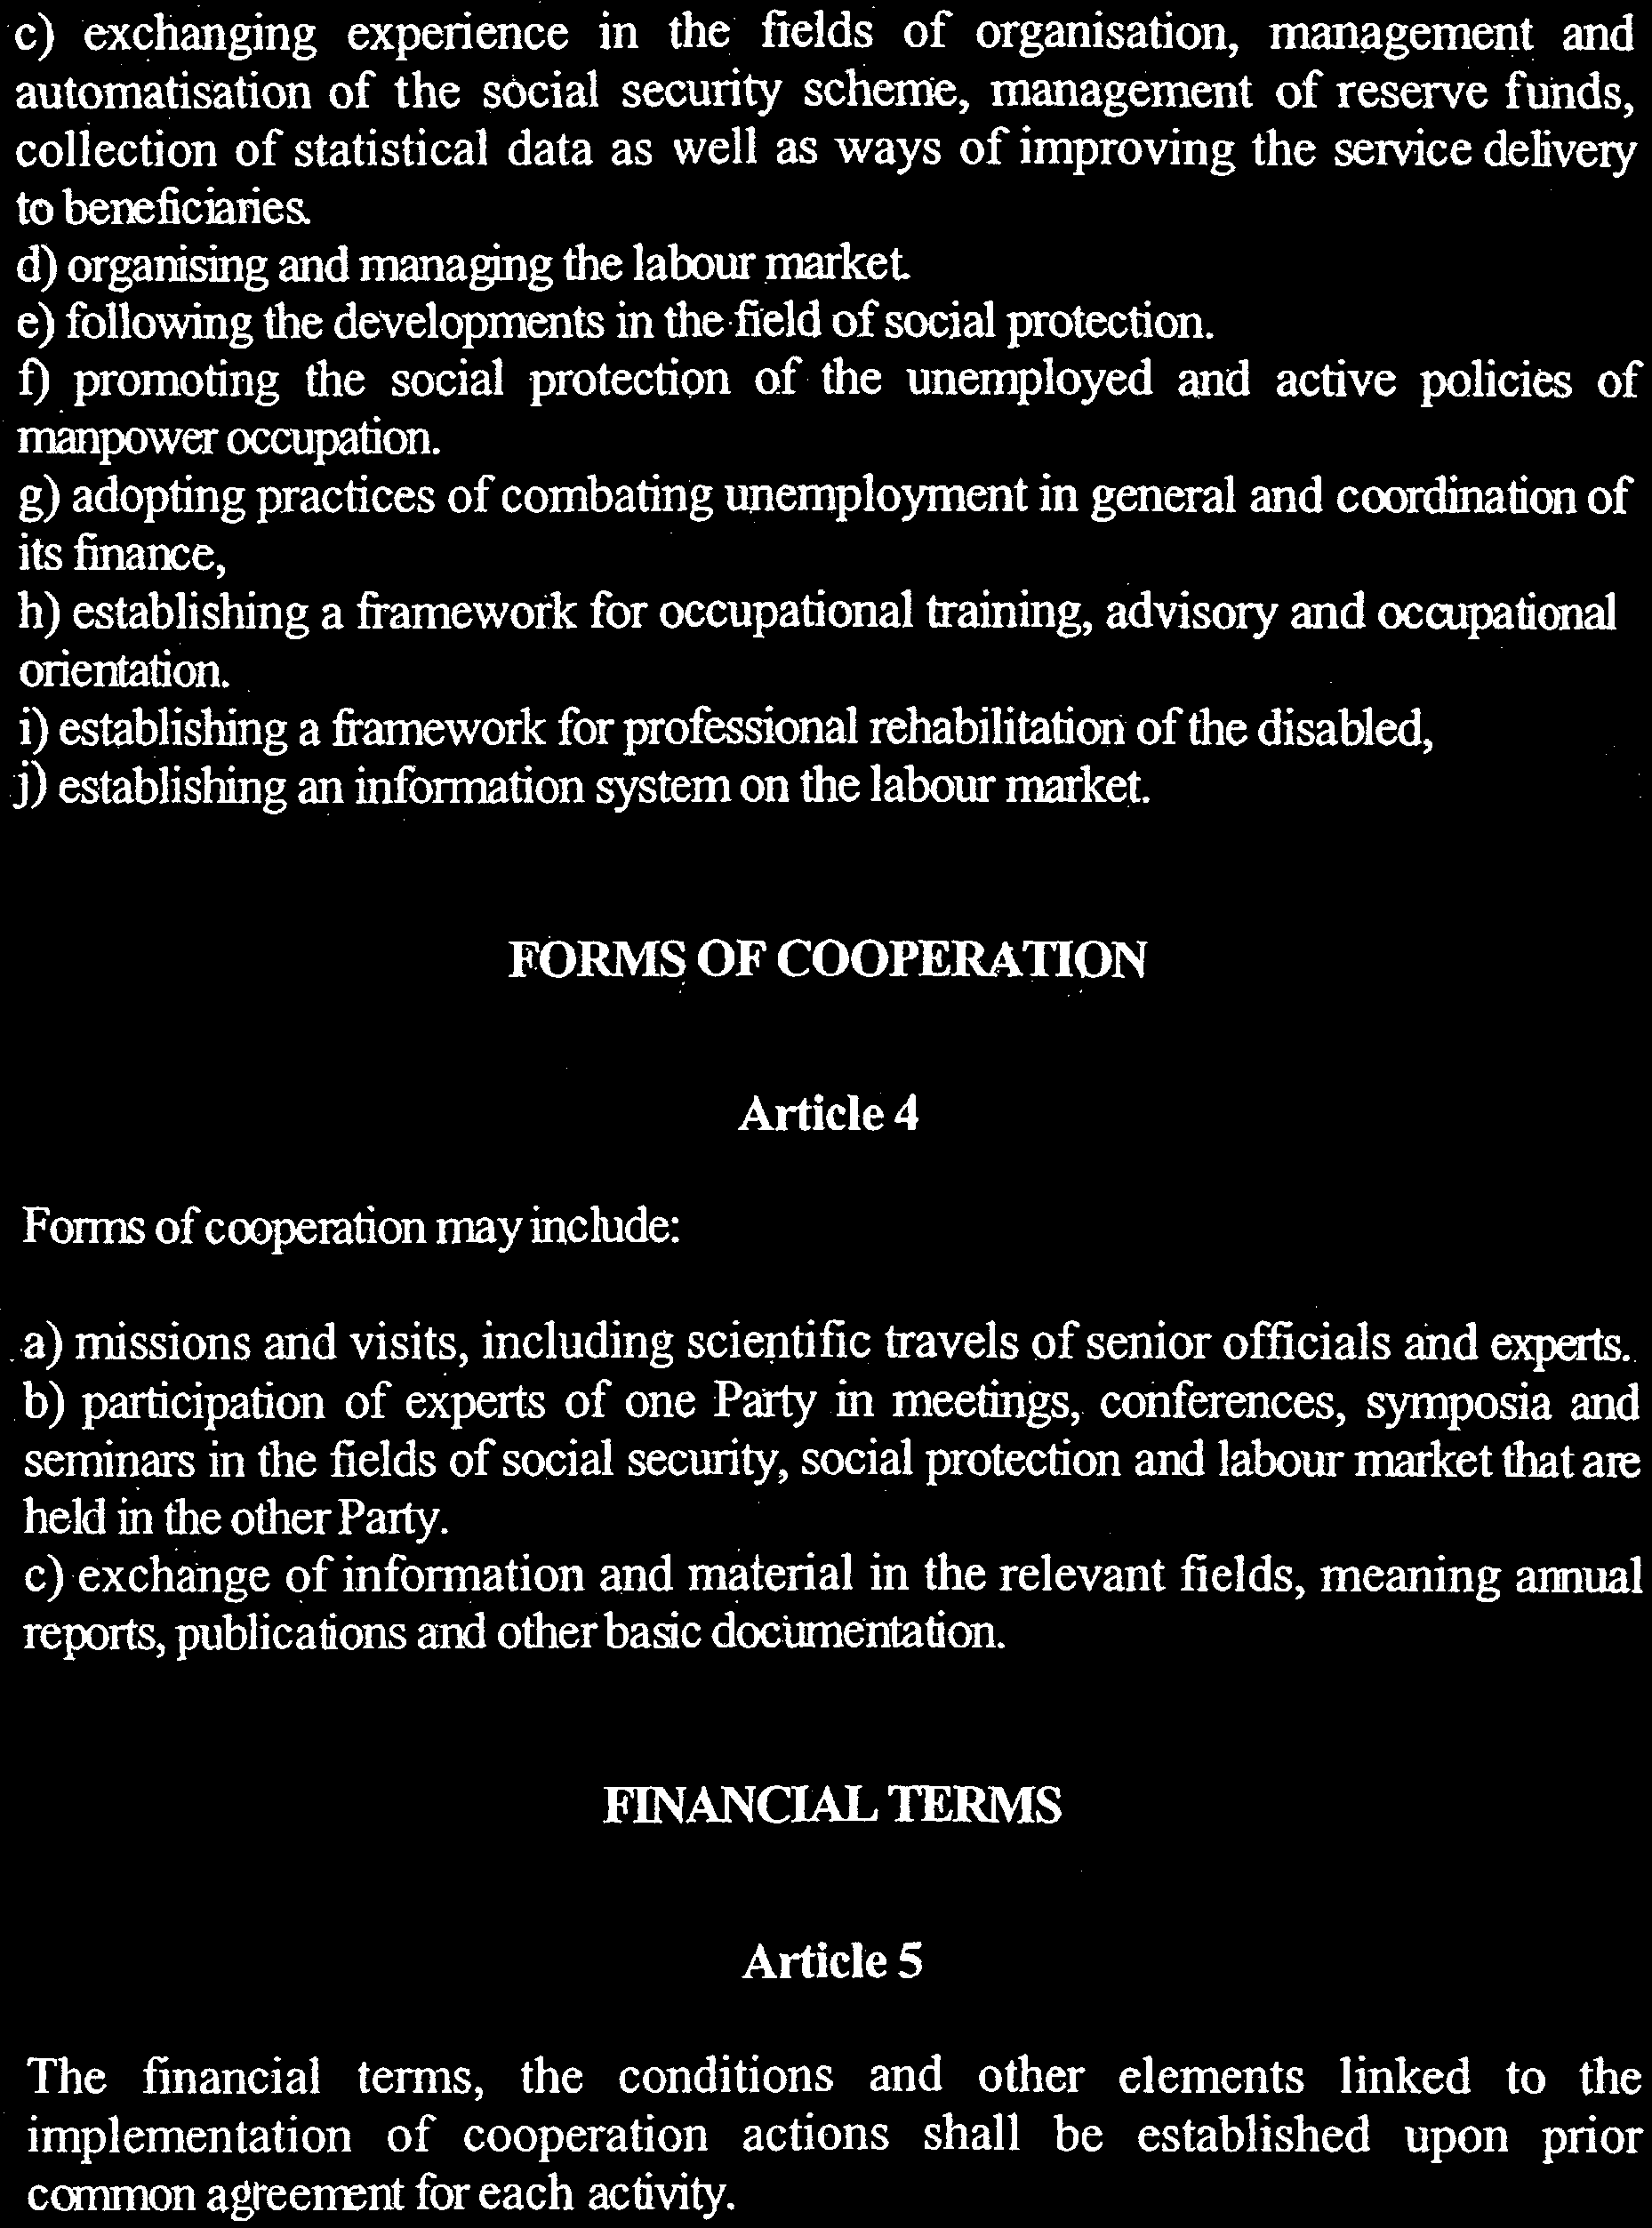 c) exchanging experience in the fields of organisation, management and
automatisation of the social security scheme, management of reserve funds,
collection of statistical data as well as ways of improving the service delivery
to beneficiaries.
d) organising and managing the labour market.
e) following the developments in the field of social protection.
f) promoting the social protection of the unemployed and active policies of
manpower occupation.
g) adopting practices of combating unemployment in general and coordination of
its finance,
h) establishing a framework for occupational training, advisory and occupational
orientation.
i) establishing a framework for professional rehabilitation of the disabled,
j) establishing an information system on the labour market.
FORMS OF COOPERATION
Article 4
Forms of cooperation may include:
a) missions and visits, including scientific travels of senior officials and experts.
b) participation of experts of one Party in meetings, conferences, symposia and
seminars in the fields of social security, social protection and labour market that are
held in the other Party.
c) exchange of information and material in the relevant fields, meaning annual
reports, publications and other basic documentation.
FINANCIAL TERMS
Article 5
The financial terms, the conditions and other elements linked to the
implementation of cooperation actions shall be established upon prior
common agreement for each activity.